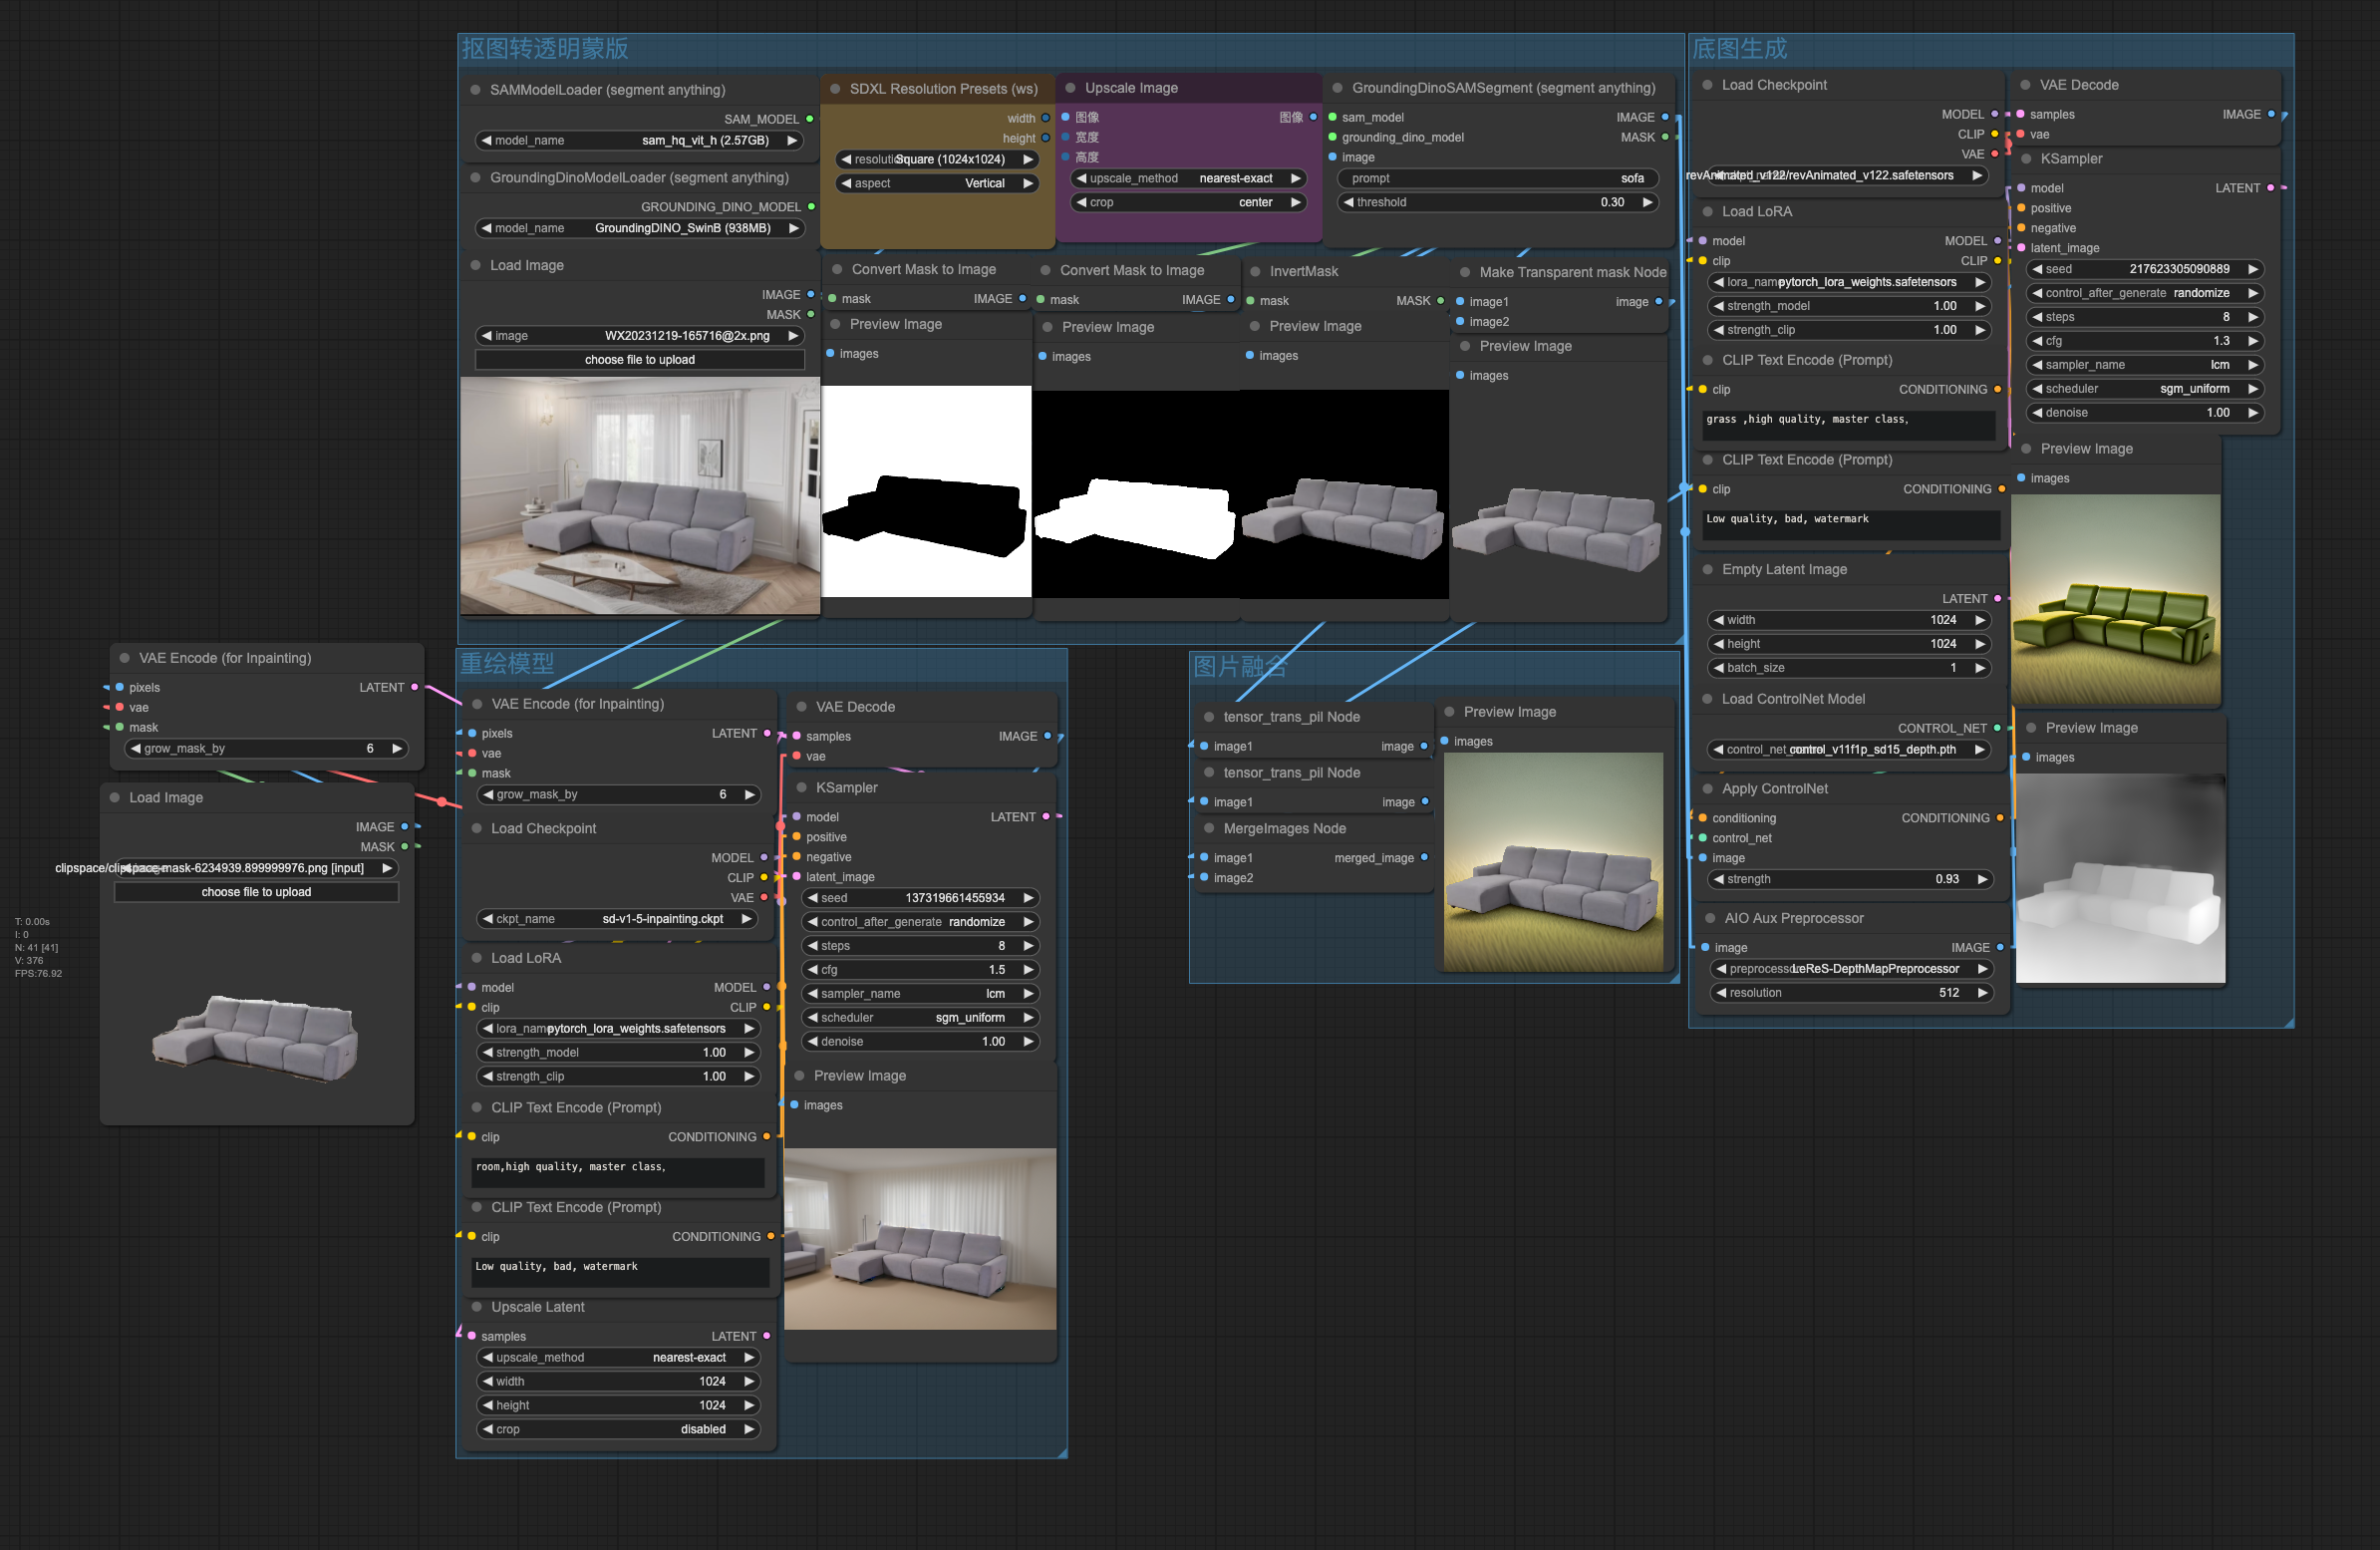 抠图转透明蒙版
SAMModelLoader (segment anything)
SAM_MODEL
model_name sam_hq_vit_h (2.57GB)
GroundingDinoModelLoader (segment anything)
GROUNDING_DINO_MODEL
model_name GroundingDINO_SwinB (938MB)
Load Image
IMAGE
MASK
image WX20231219-165716@2x.png
choose file to upload
SDXL Resolution Presets (ws)
width
height
Square (1024x1024)
aspect Vertical
Upscale Image
图像 图像
宽度
高度
upscale_method nearest-exact
crop center
GroundingDinoSAMSegment (segment anything)
sam_model IMAGE
grounding_dino_model MASK
image
prompt sofa
threshold 0.30
Convert Mask to Image
mask IMAGE
Preview Image
images
Convert Mask to Image
mask IMAGE
Preview Image
images
InvertMask
mask MASK
Preview Image
images
Make Transparent mask Node
image1 image
image2
Preview Image
images
底图生成
Load Checkpoint
MODEL
CLIP
VAE
revAnimated_v122/revAnimated_v122.safetensors
Load LoRA
model MODEL
clip CLIP
lora_name pytorch_lora_weights.safetensors
strength_model 1.00
strength_clip 1.00
CLIP Text Encode (Prompt)
clip CONDITIONING
grass ,high quality, master class,
CLIP Text Encode (Prompt)
clip CONDITIONING
Low quality, bad, watermark
Empty Latent Image
LATENT
width 1024
height 1024
batch_size 1
Load ControlNet Model
CONTROL_NET
control_net_name control_v11f1p_sd15_depth.pth
Apply ControlNet
conditioning CONDITIONING
control_net
image
strength 0.93
AIO Aux Preprocessor
image IMAGE
preprocessor LeReS-DepthMapPreprocessor
resolution 512
VAE Decode
samples IMAGE
vae
KSampler
model LATENT
positive
negative
latent_image
seed 217623305090889
control_after_generate randomize
steps 8
cfg 1.3
sampler_name lcm
scheduler sgm_uniform
denoise 1.00
Preview Image
images
Preview Image
images
VAE Encode (for Inpainting)
pixels LATENT
vae
mask
grow_mask_by 6
Load Image
IMAGE
MASK
clipspace/clipspace-mask-6234939.899999976.png [input]
choose file to upload
T: 0.00s
I: 0
N: 41 [41]
V: 376
FPS:76.92
重绘模型
VAE Encode (for Inpainting)
pixels LATENT
vae
mask
grow_mask_by 6
Load Checkpoint
MODEL
CLIP
VAE
ckpt_name sd-v1-5-inpainting.ckpt
Load LoRA
model MODEL
clip CLIP
lora_name pytorch_lora_weights.safetensors
strength_model 1.00
strength_clip 1.00
CLIP Text Encode (Prompt)
clip CONDITIONING
room,high quality, master class,
CLIP Text Encode (Prompt)
clip CONDITIONING
Low quality, bad, watermark
Upscale Latent
samples LATENT
upscale_method nearest-exact
width 1024
height 1024
crop disabled
VAE Decode
samples IMAGE
vae
KSampler
model LATENT
positive
negative
latent_image
seed 137319661455934
control_after_generate randomize
steps 8
cfg 1.5
sampler_name lcm
scheduler sgm_uniform
denoise 1.00
Preview Image
images
图片融合
tensor_trans_pil Node
image1 image
tensor_trans_pil Node
image1 image
MergeImages Node
image1 merged_image
image2
Preview Image
images